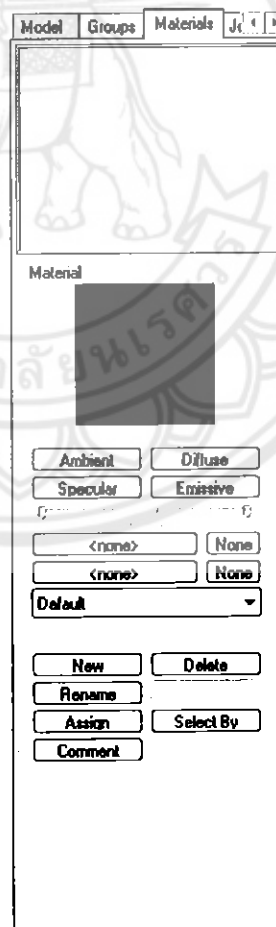 Model Groups Materials
Material
Ambient Diffuse
Specular Emissive
<none> None
<none> None
Default
New Delete
Rename
Assign Select By
Comment